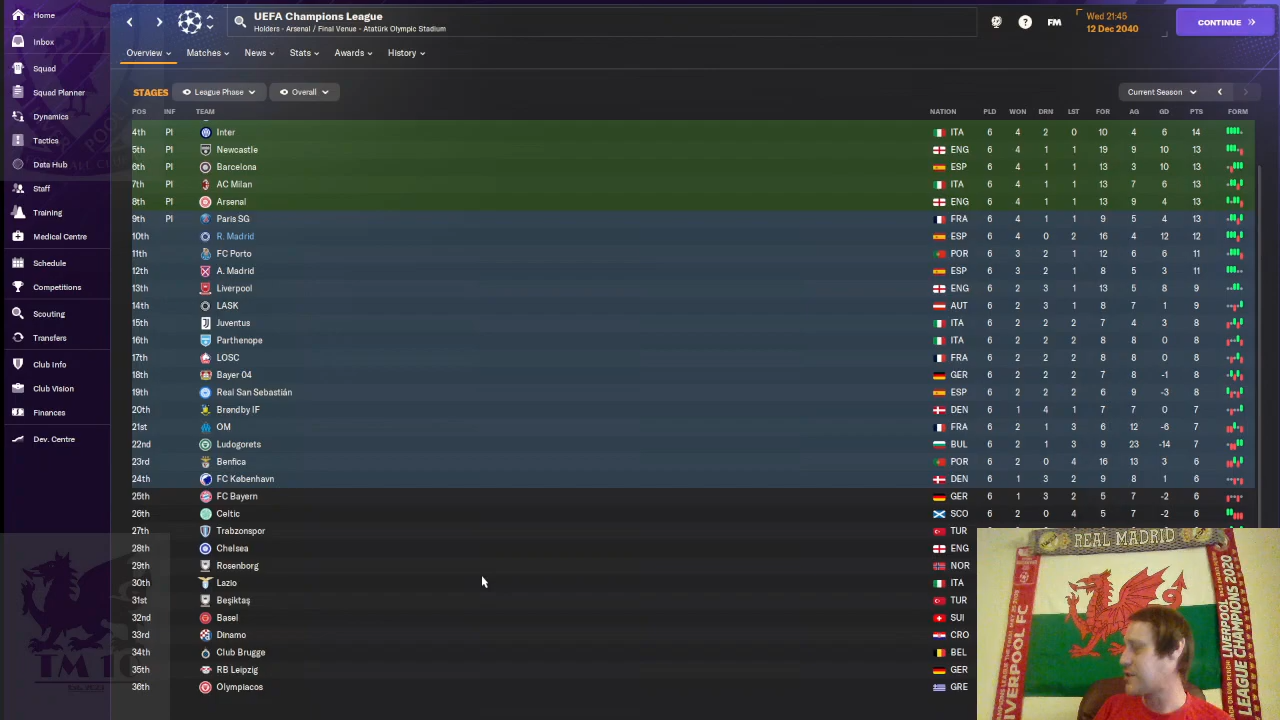 Home
Inbox
Squad
Squad Planner
Dynamics
Tactics
Data Hub
Staff
Training
Medical Centre
Schedule
Competitions
Scouting
Transfers
Club Info
Club Vision
Finances
Dev. Centre
UEFA Champions League
Holders - Arsenal / Final Venue - Atatürk Olympic Stadium
FM
Wed 21:45
12 Dec 2040
CONTINUE
Overview Matches News Stats Awards History
STAGES League Phase Overall Current Season
POS INF TEAM NATION PLD WON DRN LST FOR AG GD PTS FORM
4th PI Inter ITA 6 4 2 0 10 4 6 14
5th PI Newcastle ENG 6 4 1 1 19 9 10 13
6th PI Barcelona ESP 6 4 1 1 13 3 10 13
7th PI AC Milan ITA 6 4 1 1 13 7 6 13
8th PI Arsenal ENG 6 4 1 1 13 9 4 13
9th PI Paris SG FRA 6 4 1 1 9 5 4 13
10th R. Madrid ESP 6 4 0 2 16 4 12 12
11th FC Porto POR 6 3 2 1 12 6 6 11
12th A. Madrid ESP 6 3 2 1 8 5 3 11
13th Liverpool ENG 6 2 3 1 13 5 8 9
14th LASK AUT 6 2 3 1 8 7 1 9
15th Juventus ITA 6 2 2 2 7 4 3 8
16th Parthenope ITA 6 2 2 2 8 8 0 8
17th LOSC FRA 6 2 2 2 8 8 0 8
18th Bayer 04 GER 6 2 2 2 7 8 -1 8
19th Real San Sebastián ESP 6 2 2 2 6 9 -3 8
20th Brøndby IF DEN 6 1 4 1 7 7 0 7
21st OM FRA 6 2 1 3 6 12 -6 7
22nd Ludogorets BUL 6 2 1 3 9 23 -14 7
23rd Benfica POR 6 2 0 4 16 13 3 6
24th FC København DEN 6 1 3 2 9 8 1 6
25th FC Bayern GER 6 1 3 2 5 7 -2 6
26th Celtic SCO 6 2 0 4 5 7 -2 6
27th Trabzonspor TUR
28th Chelsea ENG
29th Rosenborg NOR
30th Lazio ITA
31st Beşiktaş TUR
32nd Basel SUI
33rd Dinamo CRO
34th Club Brugge BEL
35th RB Leipzig GER
36th Olympiacos GRE
REAL MADRID
LIVERPOOL FC
LIVERPOOL
LEAGUE CHAMPIONS 2020
TM10